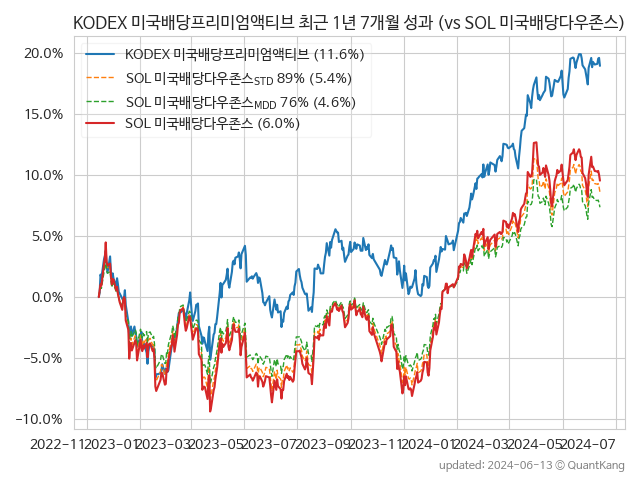 KODEX 미국배당프리미엄액티브 최근 1년 7개월 성과 (vs SOL 미국배당다우존스)
KODEX 미국배당프리미엄액티브 (11.6%)
SOL 미국배당다우존스STD 89% (5.4%)
SOL 미국배당다우존스MDD 76% (4.6%)
SOL 미국배당다우존스 (6.0%)
20.0%
15.0%
10.0%
5.0%
0.0%
−5.0%
−10.0%
2022-11 2023-01 2023-03 2023-05 2023-07 2023-09 2023-11 2024-01 2024-03 2024-05 2024-07
updated: 2024-06-13 © QuantKang